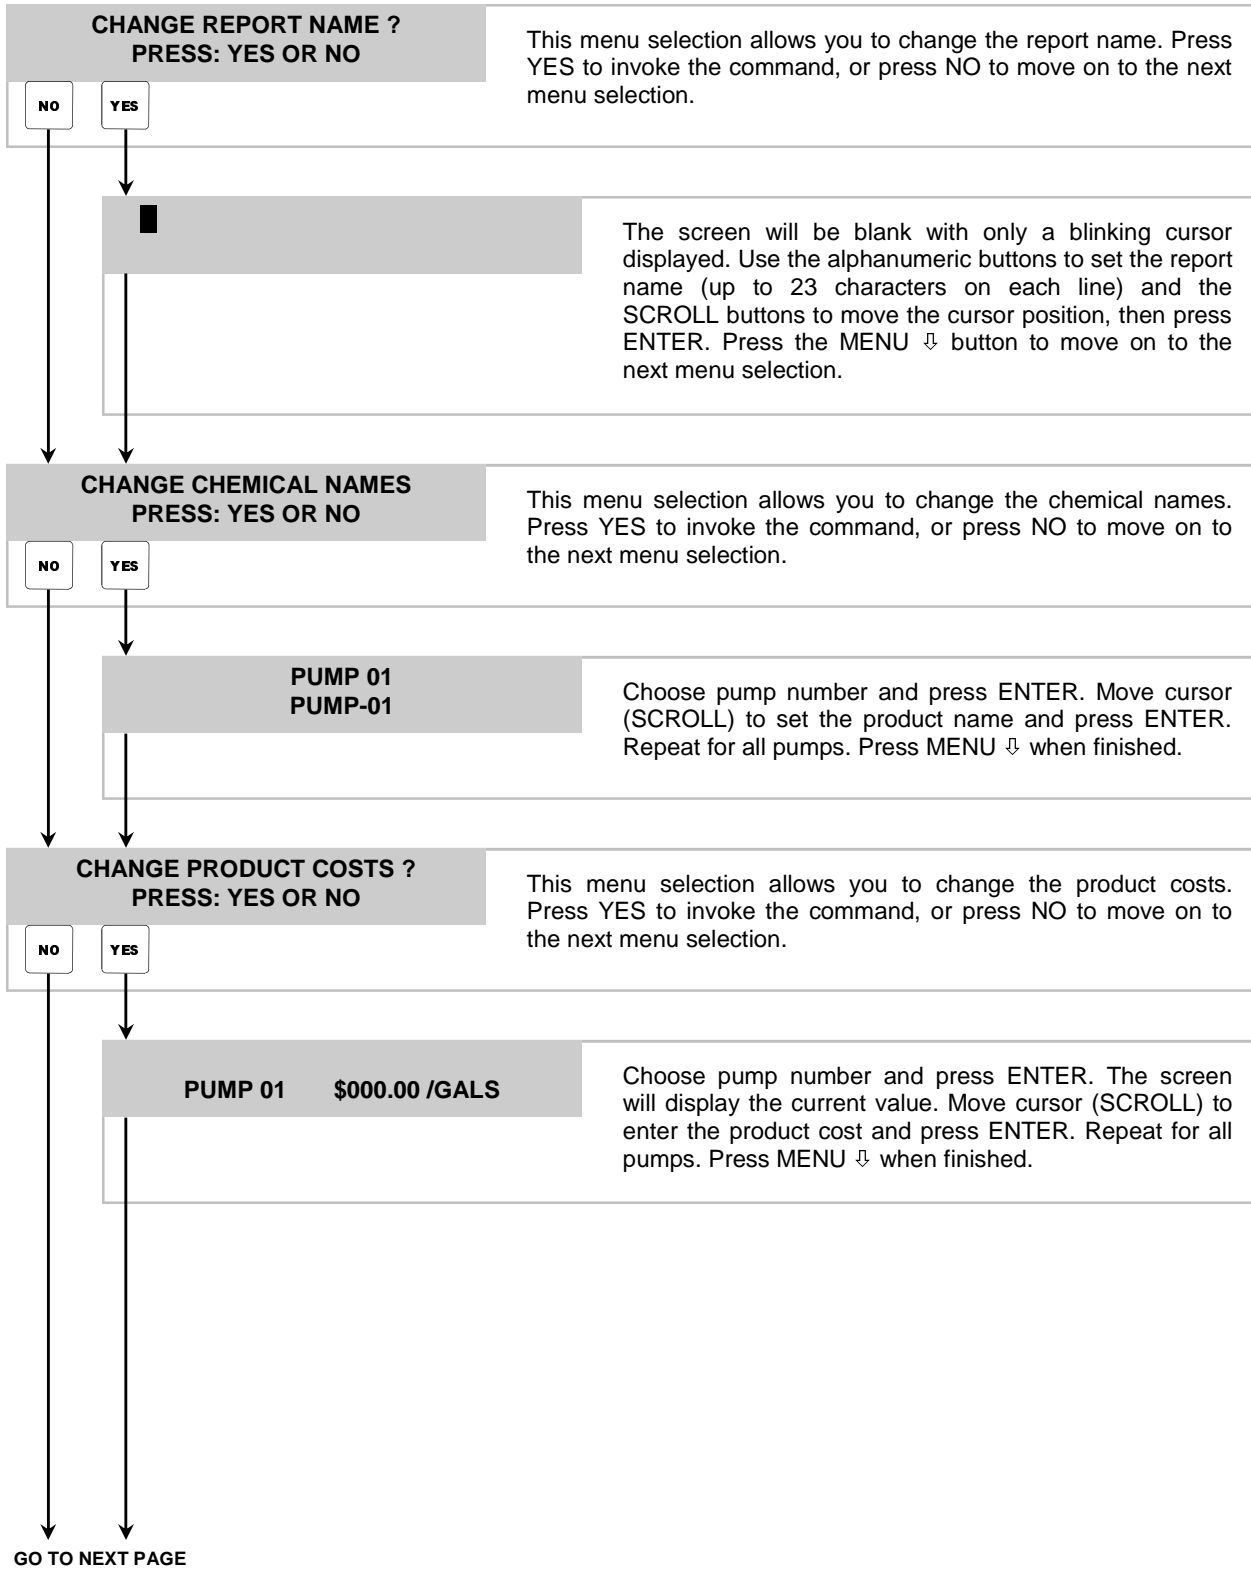 CHANGE REPORT NAME ?
PRESS: YES OR NO
NO
YES
This menu selection allows you to change the report name. Press
YES to invoke the command, or press NO to move on to the next
menu selection.
The screen will be blank with only a blinking cursor
displayed. Use the alphanumeric buttons to set the report
name (up to 23 characters on each line) and the
SCROLL buttons to move the cursor position, then press
ENTER. Press the MENU ⇩ button to move on to the
next menu selection.
CHANGE CHEMICAL NAMES
PRESS: YES OR NO
NO
YES
This menu selection allows you to change the chemical names.
Press YES to invoke the command, or press NO to move on to
the next menu selection.
PUMP 01
PUMP-01
Choose pump number and press ENTER. Move cursor
(SCROLL) to set the product name and press ENTER.
Repeat for all pumps. Press MENU ⇩ when finished.
CHANGE PRODUCT COSTS ?
PRESS: YES OR NO
NO
YES
This menu selection allows you to change the product costs.
Press YES to invoke the command, or press NO to move on to
the next menu selection.
PUMP 01 $000.00 /GALS
Choose pump number and press ENTER. The screen
will display the current value. Move cursor (SCROLL) to
enter the product cost and press ENTER. Repeat for all
pumps. Press MENU ⇩ when finished.
GO TO NEXT PAGE